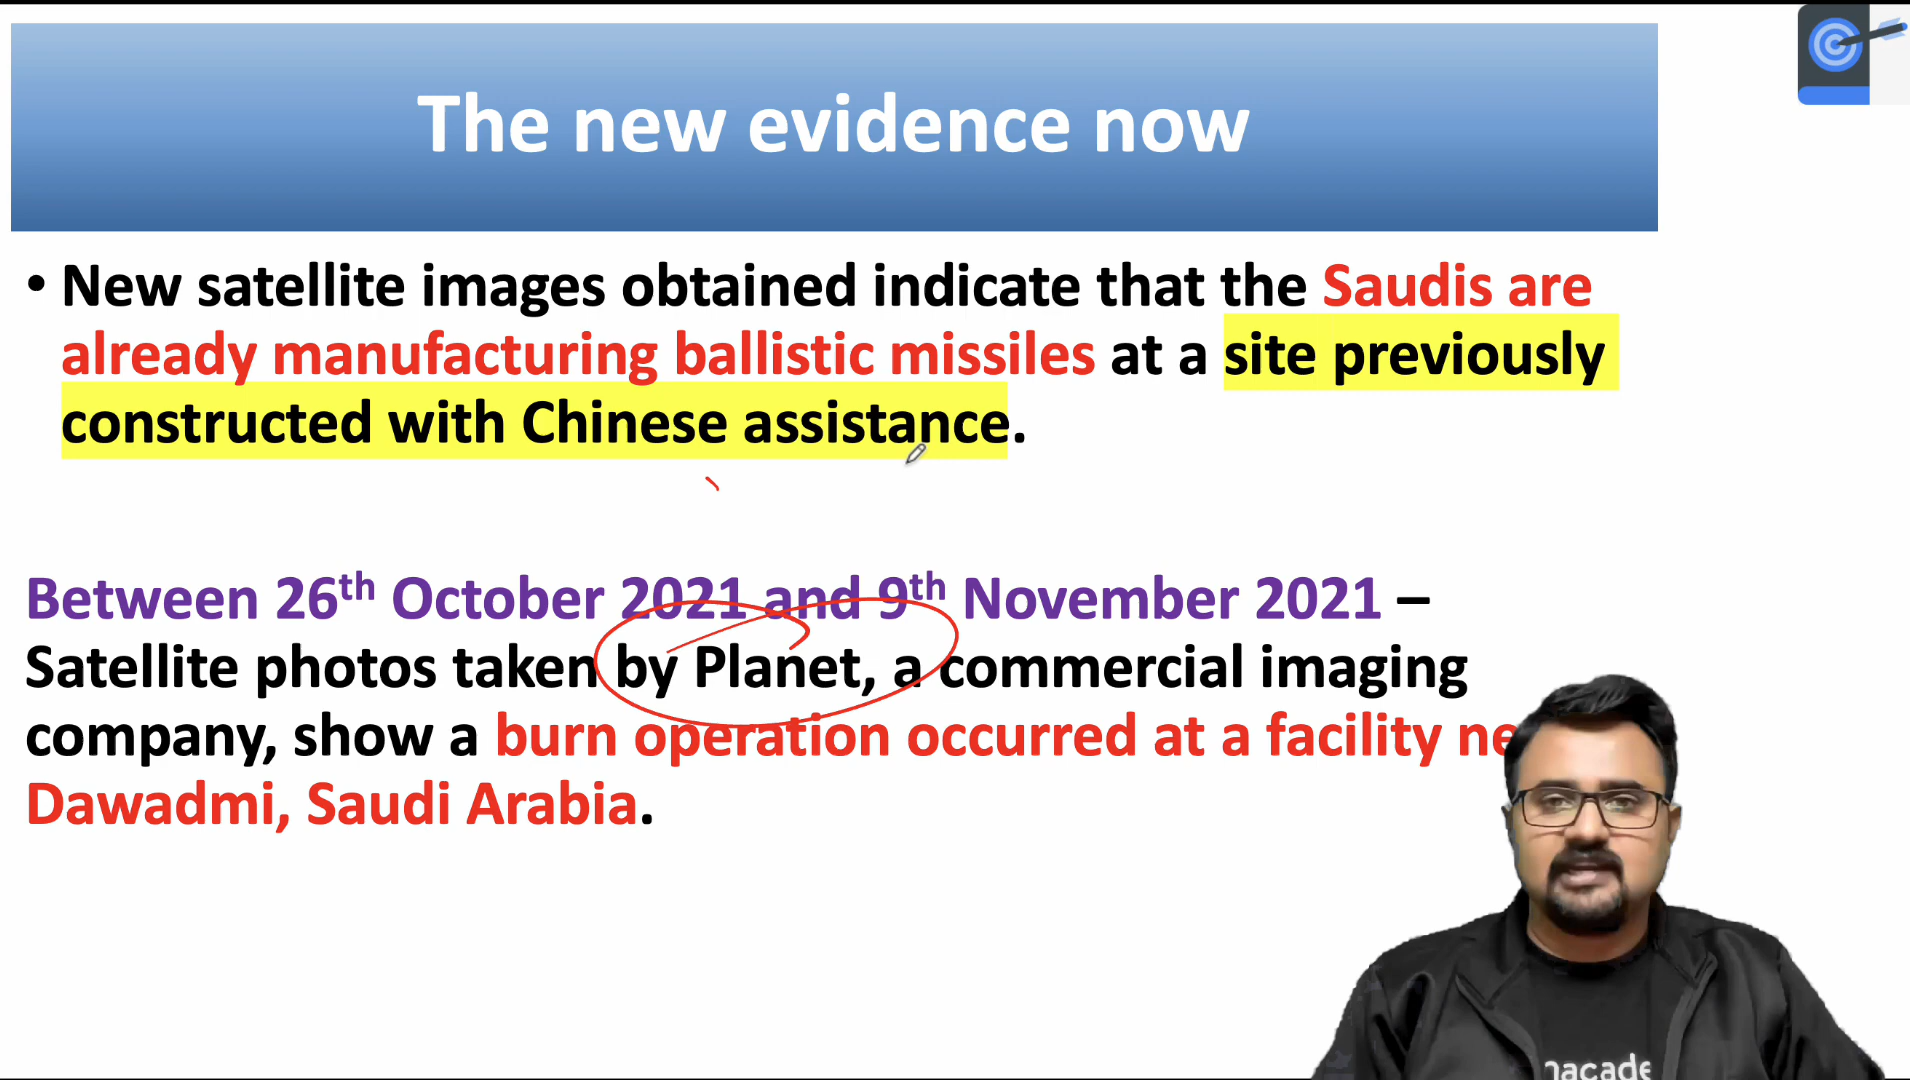 The new evidence now
• New satellite images obtained indicate that the Saudis are
already manufacturing ballistic missiles at a site previously
constructed with Chinese assistance.
Between 26th October 2021 and 9th November 2021 –
Satellite photos taken by Planet, a commercial imaging
company, show a burn operation occurred at a facility ne
Dawadmi, Saudi Arabia.
nacade